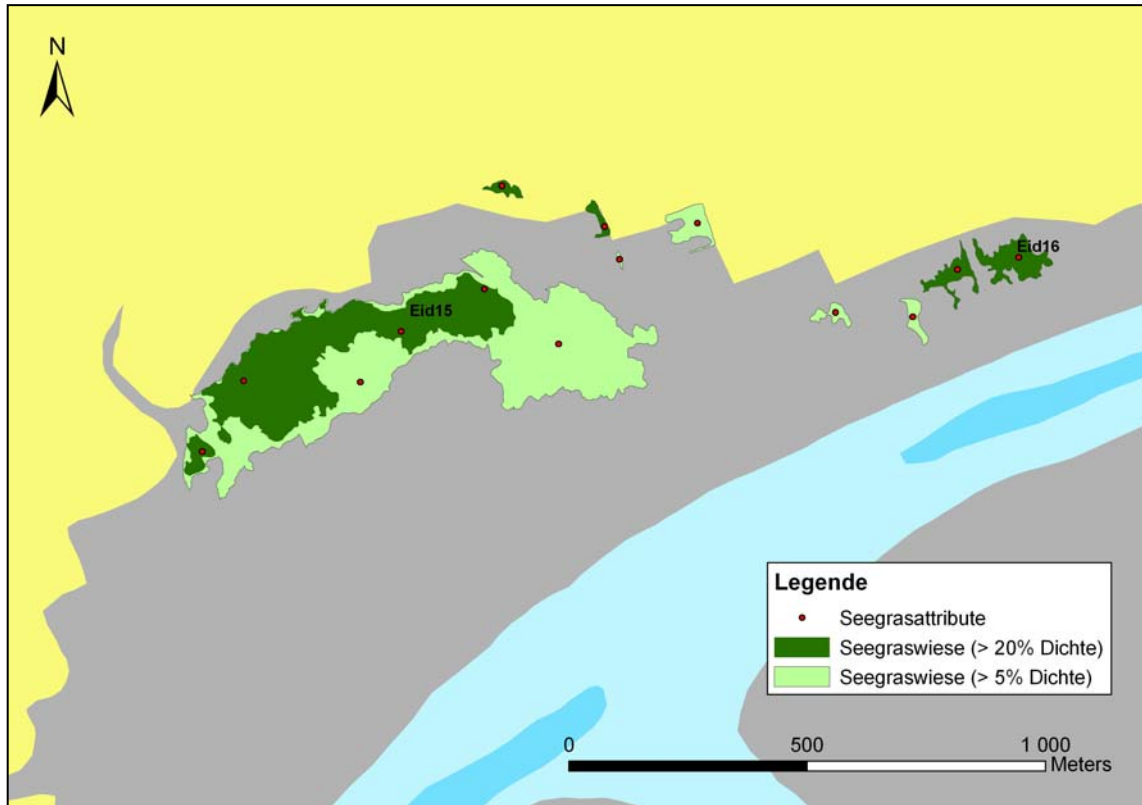 N
Eid16
Eid15
Legende
Seegrasattribute
Seegraswiese (> 20% Dichte)
Seegraswiese (> 5% Dichte)
0 500 1 000
Meters